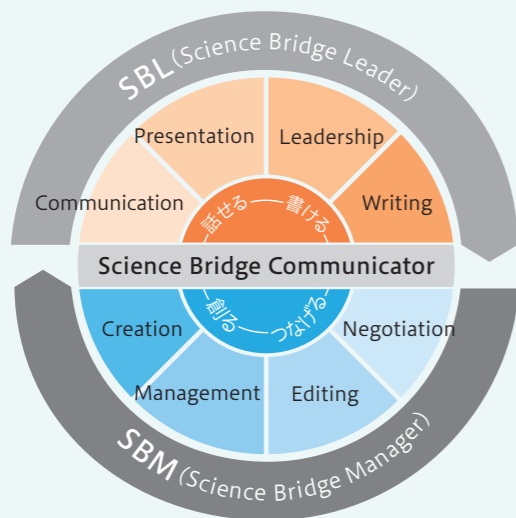 SBL (Science Bridge Leader)
Presentation
Leadership
Communication
Writing
話せる
書ける
Science Bridge Communicator
創る
つなげる
Creation
Negotiation
Management
Editing
SBM (Science Bridge Manager)